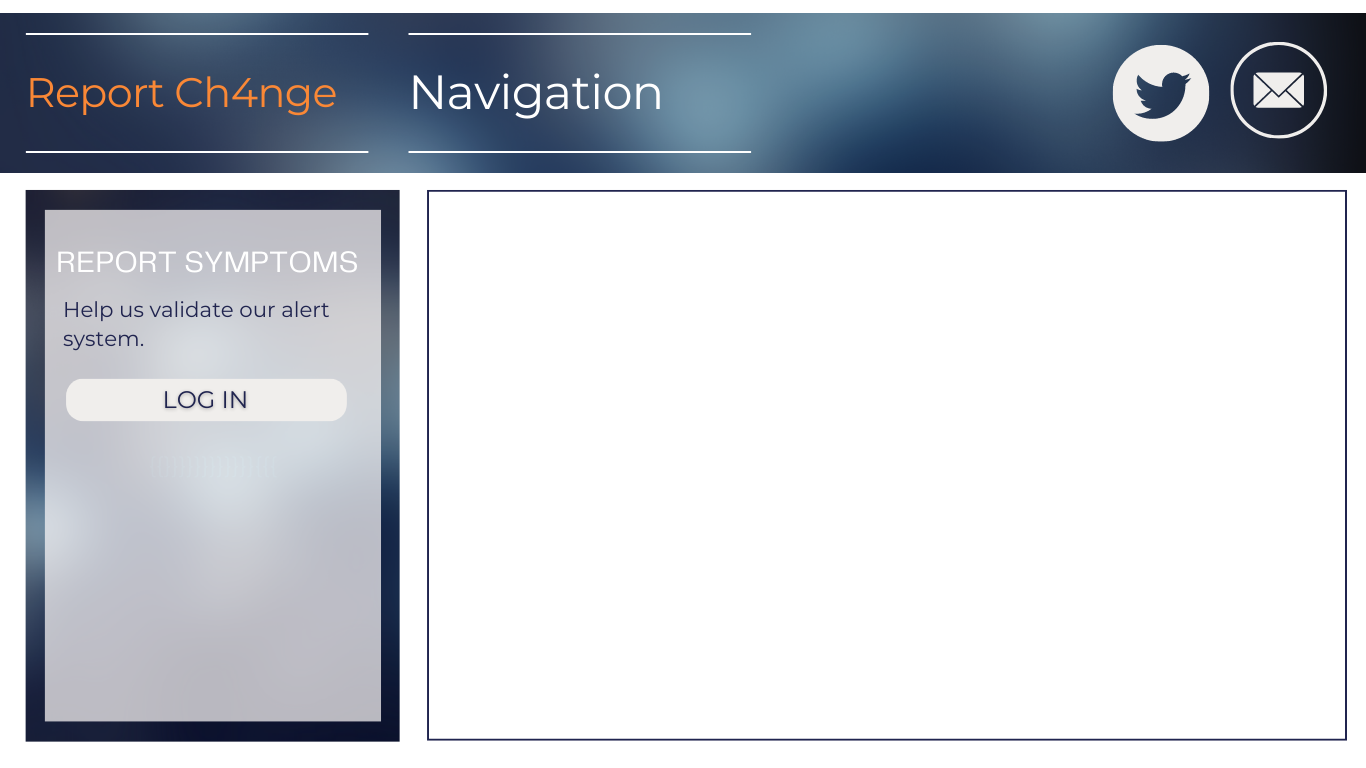 Report Ch4nge
Navigation
REPORT SYMPTOMS
Help us validate our alert
system.
LOG IN